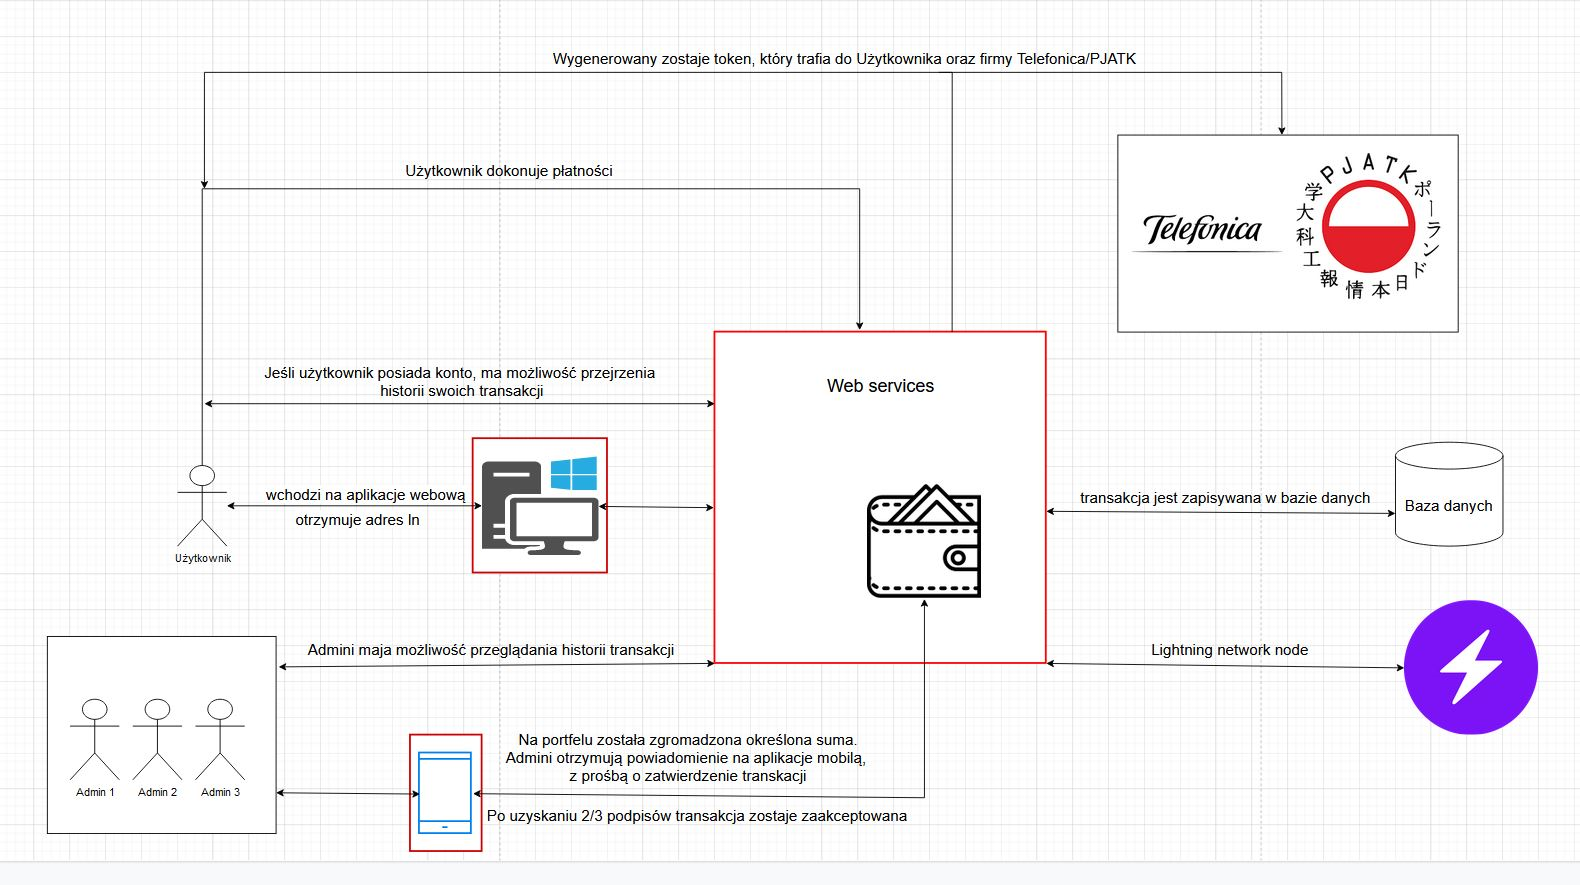 Wygenerowany zostaje token, który trafia do Użytkownika oraz firmy Telefonica/PJATK
Użytkownik dokonuje płatności
Telefonica
PJATK
ポーランド
日本情報工科大学
Jeśli użytkownik posiada konto, ma możliwość przejrzenia
historii swoich transakcji
Web services
wchodzi na aplikacje webową
otrzymuje adres ln
Użytkownik
transakcja jest zapisywana w bazie danych
Baza danych
Admini maja możliwość przeglądania historii transakcji
Lightning network node
Admin 1
Admin 2
Admin 3
Na portfelu została zgromadzona określona suma.
Admini otrzymują powiadomienie na aplikacje mobilą,
z prośbą o zatwierdzenie transkacji
Po uzyskaniu 2/3 podpisów transakcja zostaje zaakceptowana